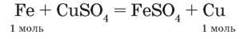 Fe + CuSO₄ = FeSO₄ + Cu
1 моль 1 моль